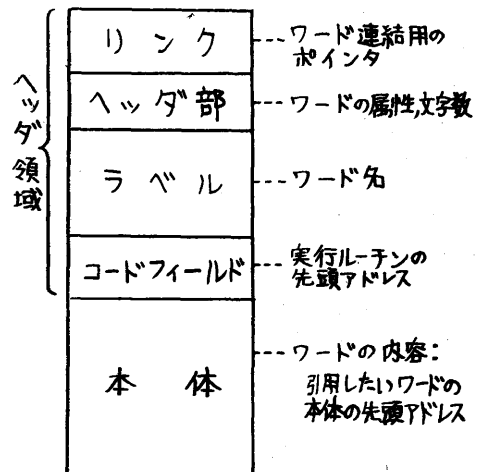 ヘッダ領域
リンク
ワード連結用の
ポインタ
ヘッダ部
ワードの属性,文字数
ラベル
ワード名
コードフィールド
実行ルーチンの
先頭アドレス
本体
ワードの内容:
引用したいワードの
本体の先頭アドレス